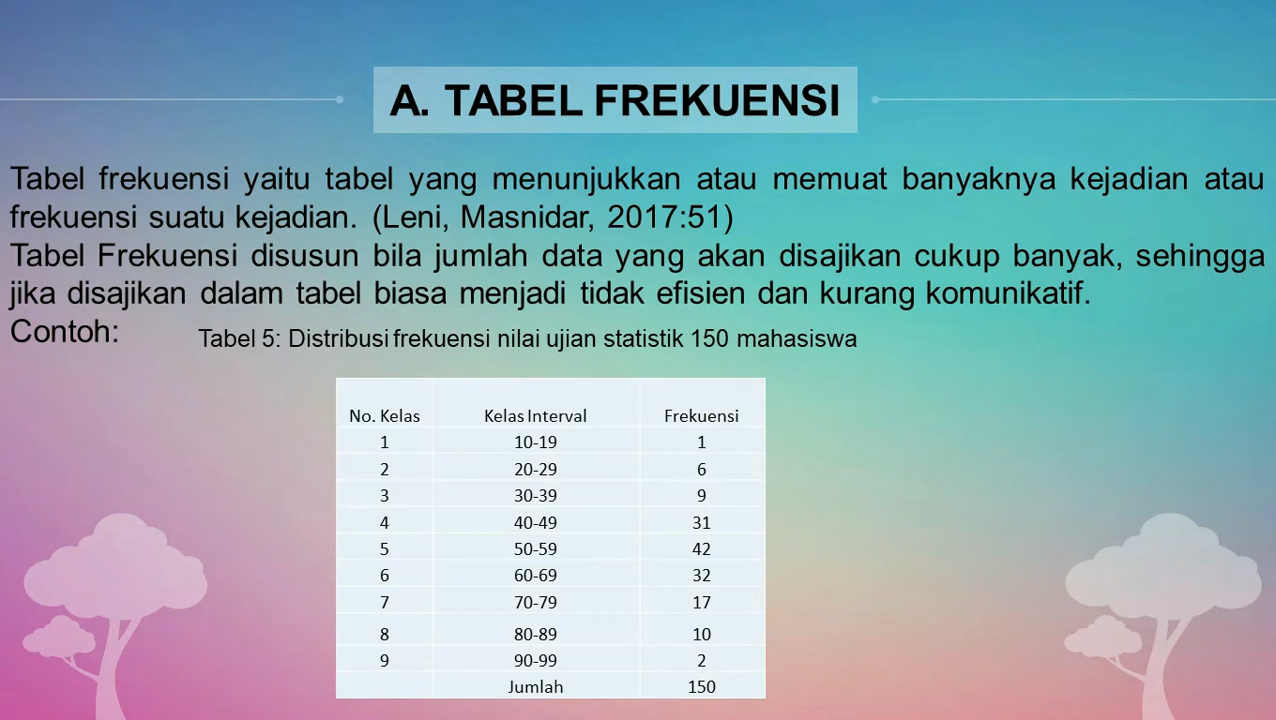 A. TABEL FREKUENSI
Tabel frekuensi yaitu tabel yang menunjukkan atau memuat banyaknya kejadian atau
frekuensi suatu kejadian. (Leni, Masnidar, 2017:51)
Tabel Frekuensi disusun bila jumlah data yang akan disajikan cukup banyak, sehingga
jika disajikan dalam tabel biasa menjadi tidak efisien dan kurang komunikatif.
Contoh:
Tabel 5: Distribusi frekuensi nilai ujian statistik 150 mahasiswa
No. Kelas Kelas Interval Frekuensi
1 10-19 1
2 20-29 6
3 30-39 9
4 40-49 31
5 50-59 42
6 60-69 32
7 70-79 17
8 80-89 10
9 90-99 2
Jumlah 150